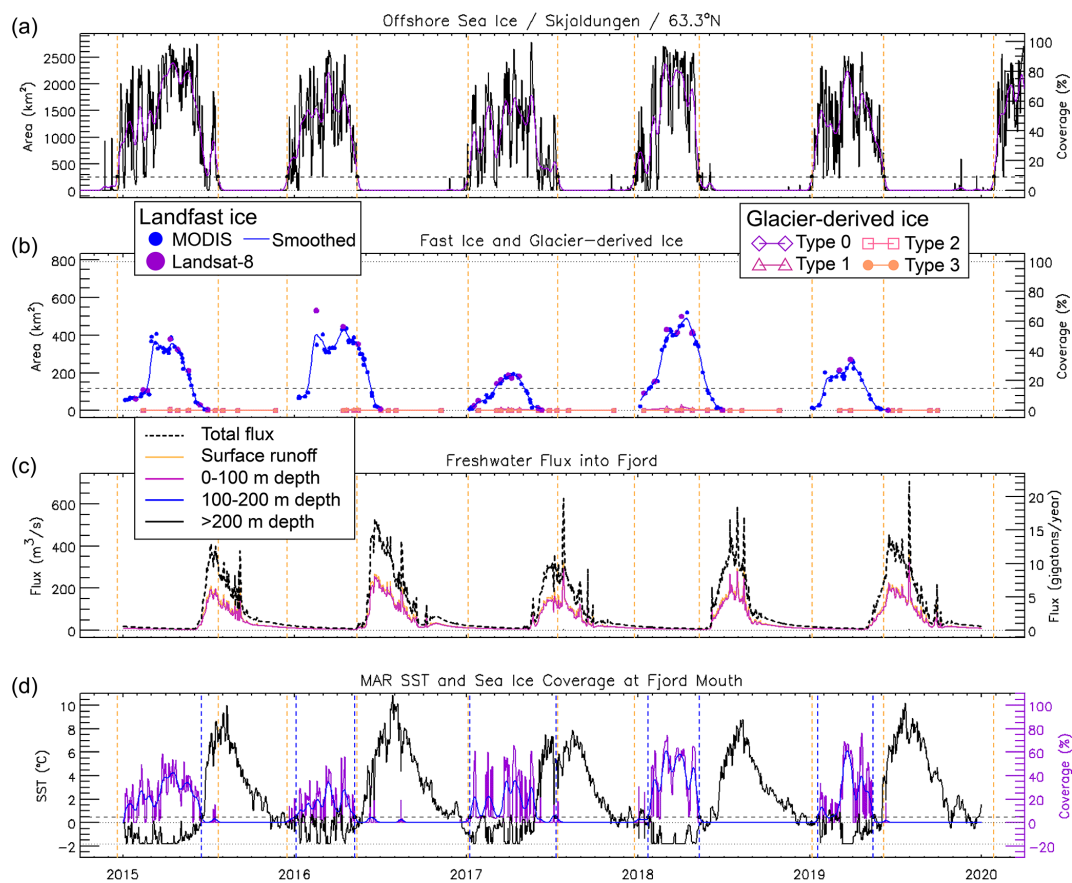 (a)
Offshore Sea Ice / Skjaldungen / 63.3°N
Area (km²)
2500
2000
1500
1000
500
0
100
80
60
40
20
0
Coverage (%)
Landfast ice
MODIS
Smoothed
Landsat-8
Glacier-derived ice
Type 0
Type 2
Type 1
Type 3
(b)
Fast Ice and Glacier-derived Ice
Area (km²)
800
600
400
200
0
100
80
60
40
20
0
Coverage (%)
Total flux
Surface runoff
0-100 m depth
100-200 m depth
>200 m depth
(c)
Freshwater Flux into Fjord
Flux (m³/s)
600
400
200
0
20
15
10
5
0
Flux (gigatons/year)
(d)
MAR SST and Sea Ice Coverage at Fjord Mouth
SST (°C)
10
8
6
4
2
0
−2
100
80
60
40
20
0
−20
Coverage (%)
2015
2016
2017
2018
2019
2020